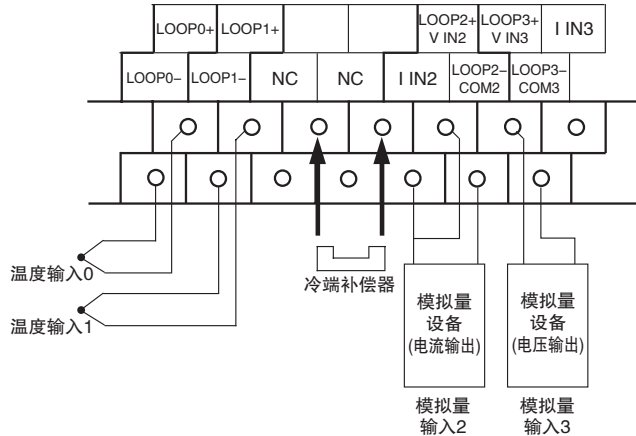 LOOP0+ LOOP1+ LOOP2+ LOOP3+ I IN3
V IN2 V IN3
LOOP0− LOOP1− NC NC I IN2 LOOP2− LOOP3−
COM2 COM3
温度输入0
温度输入1
冷端补偿器
模拟量
设备
(电流输出)
模拟量
设备
(电压输出)
模拟量
输入2
模拟量
输入3